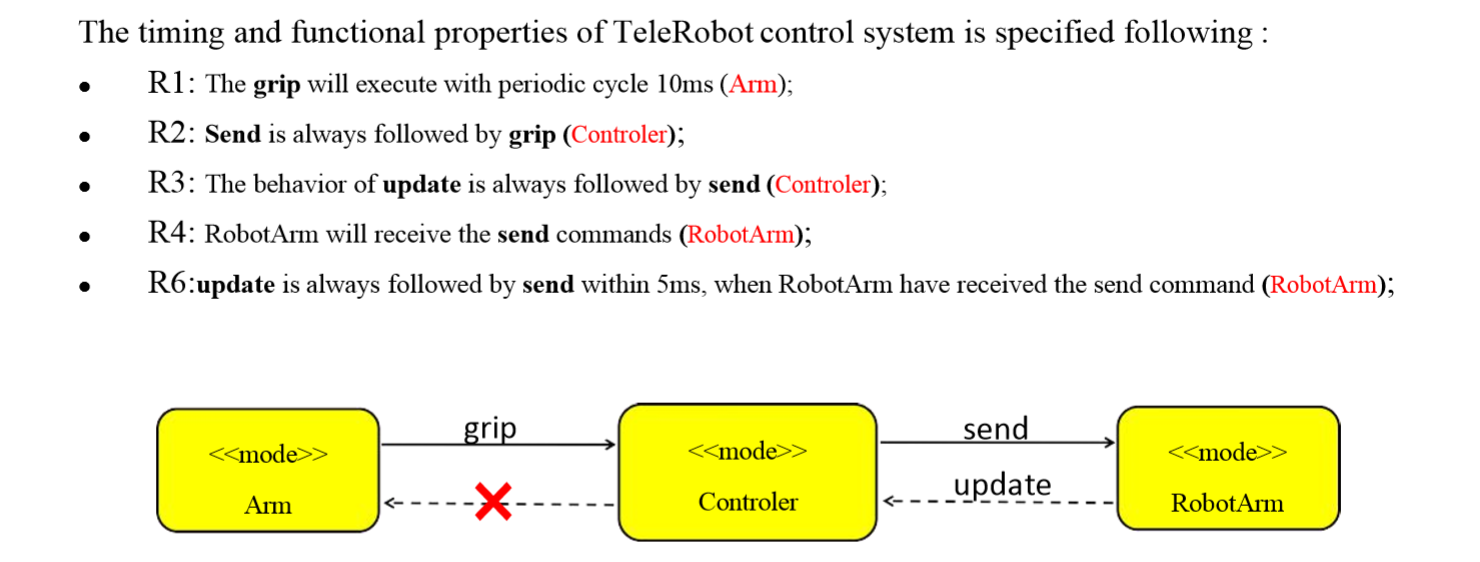 The timing and functional properties of TeleRobot control system is specified following :
• R1: The grip will execute with periodic cycle 10ms (Arm);
• R2: Send is always followed by grip (Controler);
• R3: The behavior of update is always followed by send (Controler);
• R4: RobotArm will receive the send commands (RobotArm);
• R6:update is always followed by send within 5ms, when RobotArm have received the send command (RobotArm);
grip
send
<<mode>>
<<mode>>
<<mode>>
update
Arm
Controler
RobotArm